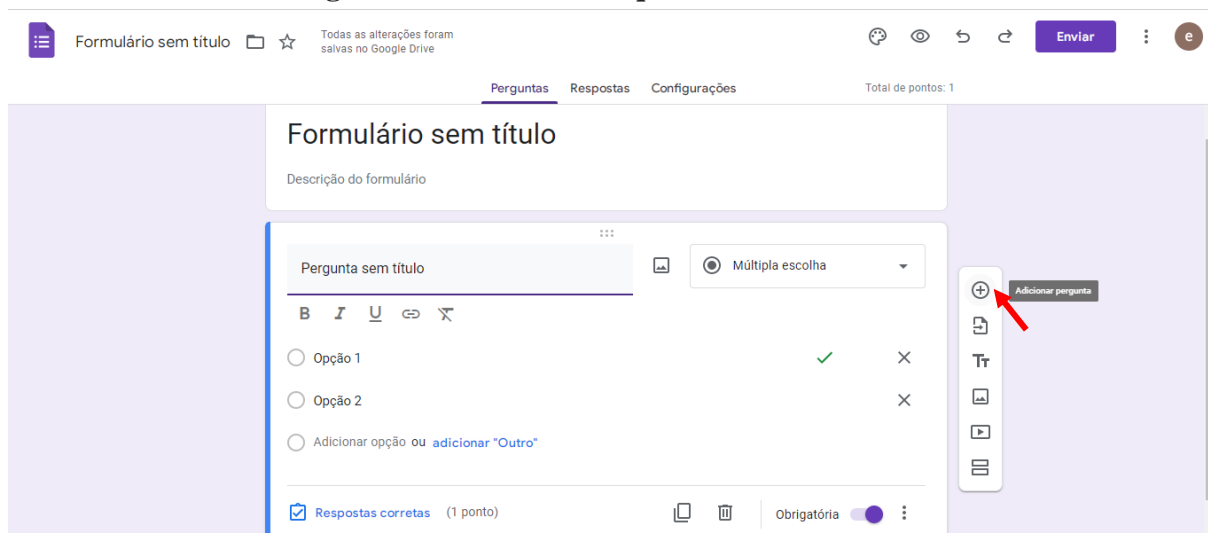 Formulário sem título
Todas as alterações foram
salvas no Google Drive
Enviar
e
Perguntas Respostas Configurações
Total de pontos: 1
Formulário sem título
Descrição do formulário
Pergunta sem título
Múltipla escolha
Adicionar pergunta
B I U
Opção 1
Tт
Opção 2
Adicionar opção ou adicionar "Outro"
Respostas corretas (1 ponto)
Obrigatória